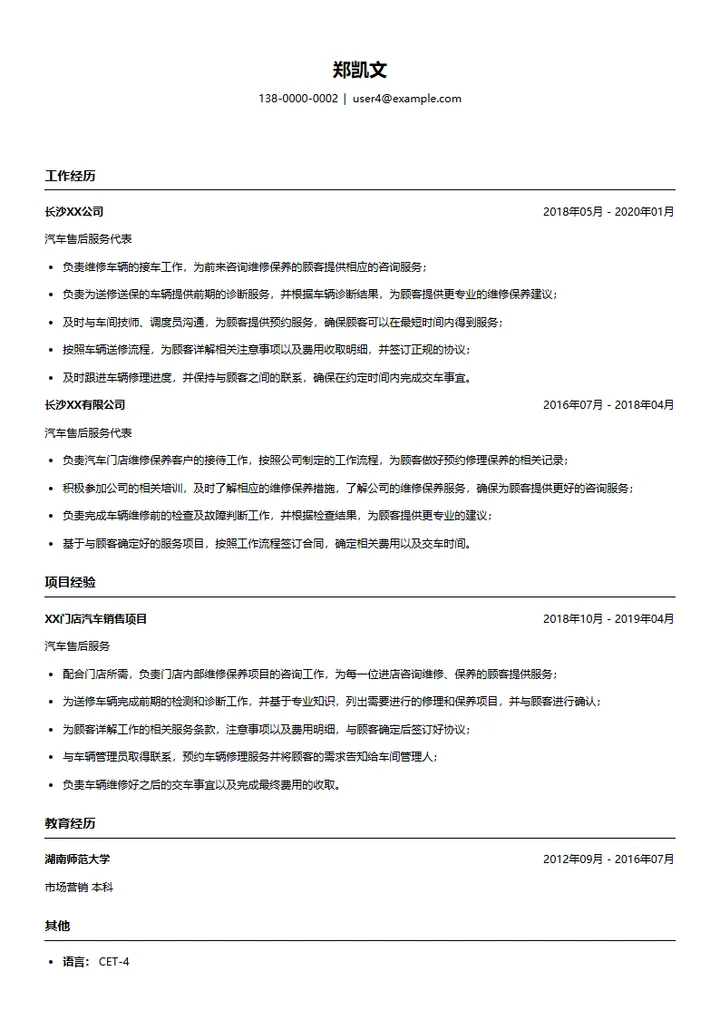 郑凯文
138-0000-0002 | user4@example.com
工作经历
长沙XX公司 2018年05月 - 2020年01月
汽车售后服务代表
• 负责维修车辆的接车工作，为前来咨询维修保养的顾客提供相应的咨询服务；
• 负责为送修送保的车辆提供前期的诊断服务，并根据车辆诊断结果，为顾客提供更专业的维修保养建议；
• 及时与车间技师、调度员沟通，为顾客提供预约服务，确保顾客可以在最短时间内得到服务；
• 按照车辆送修流程，为顾客详解相关注意事项以及费用收取明细，并签订正规的协议；
• 及时跟进车辆修理进度，并保持与顾客之间的联系，确保在约定时间内完成交车事宜。
长沙XX有限公司 2016年07月 - 2018年04月
汽车售后服务代表
• 负责汽车门店维修保养客户的接待工作，按照公司制定的工作流程，为顾客做好预约修理保养的相关记录；
• 积极参加公司的相关培训，及时了解相应的维修保养措施，了解公司的维修保养服务，确保为顾客提供更好的咨询服务；
• 负责完成车辆维修前的检查及故障判断工作，并根据检查结果，为顾客提供更专业的建议；
• 基于与顾客确定好的服务项目，按照工作流程签订合同，确定相关费用以及交车时间。
项目经验
XX门店汽车销售项目 2018年10月 - 2019年04月
汽车售后服务
• 配合门店所需，负责门店内部维修保养项目的咨询工作，为每一位进店咨询维修、保养的顾客提供服务；
• 为送修车辆完成前期的检测和诊断工作，并基于专业知识，列出需要进行的修理和保养项目，并与顾客进行确认；
• 为顾客详解工作的相关服务条款，注意事项以及费用明细，与顾客确定后签订好协议；
• 与车辆管理员取得联系，预约车辆修理服务并将顾客的需求告知给车间管理人；
• 负责车辆维修好之后的交车事宜以及完成最终费用的收取。
教育经历
湖南师范大学 2012年09月 - 2016年07月
市场营销 本科
其他
• 语言： CET-4